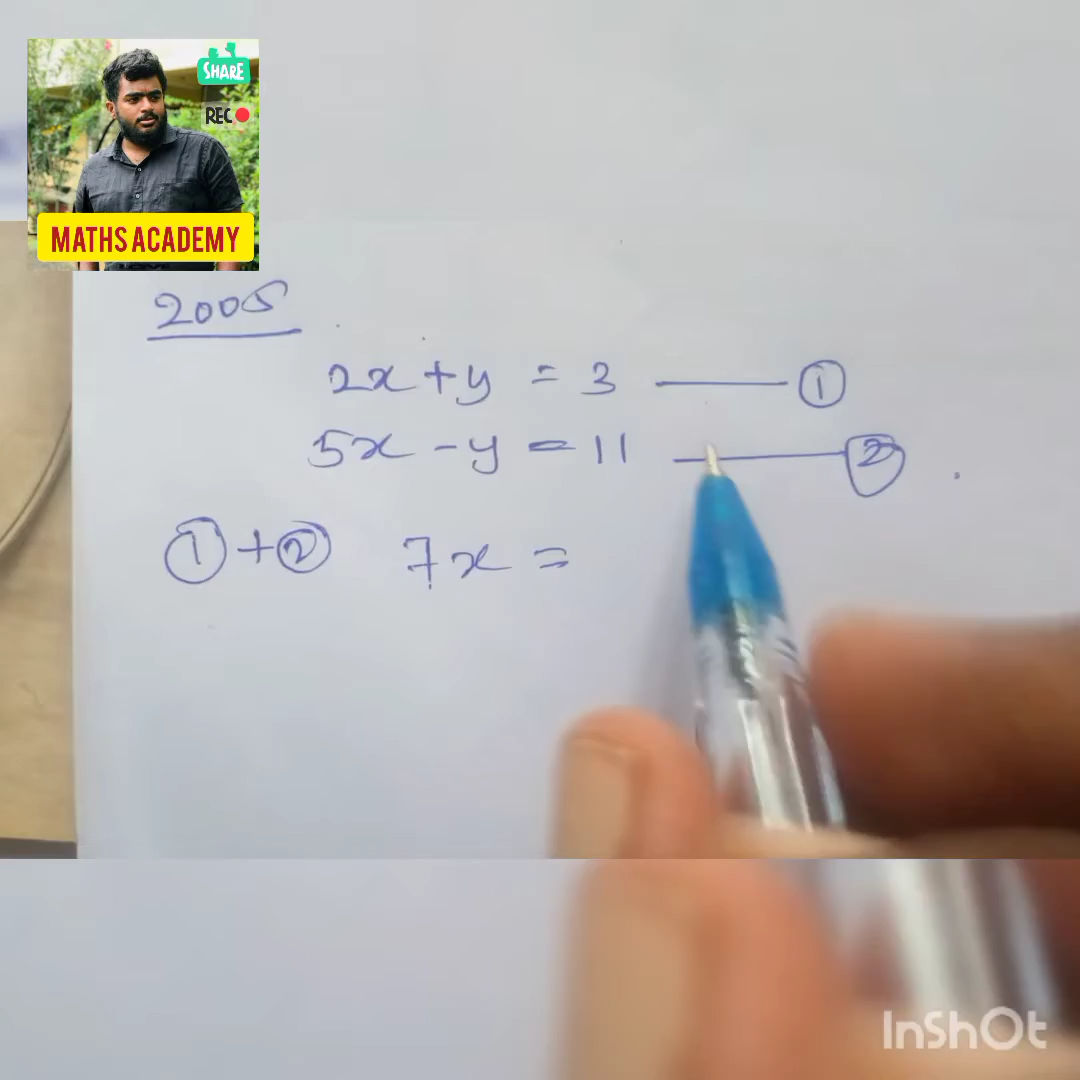 SHARE
REC
MATHS ACADEMY
2005
2x + y = 3 ——— ①
5x - y = 11 ——— ②
① + ② 7x =
InShOt